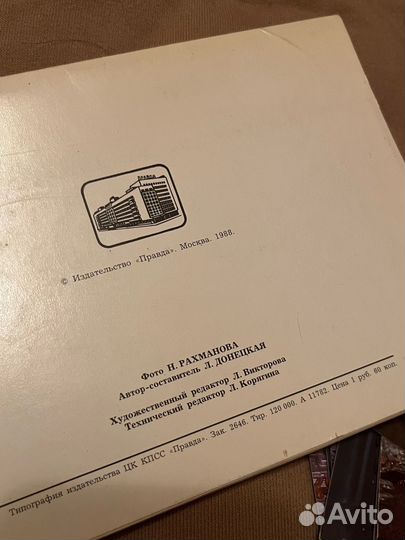 ПРАВДА
© Издательство «Правда». Москва. 1988.
Фото Н. РАХМАНОВА
Автор-составитель Л. ДОНЕЦКАЯ
Художественный редактор Л. Викторова
Технический редактор Л. Коригина
Типография издательства ЦК КПСС «Правда». Зак. 2646. Тир. 120 000. А 11782. Цена 1 руб. 60 коп.
Avito